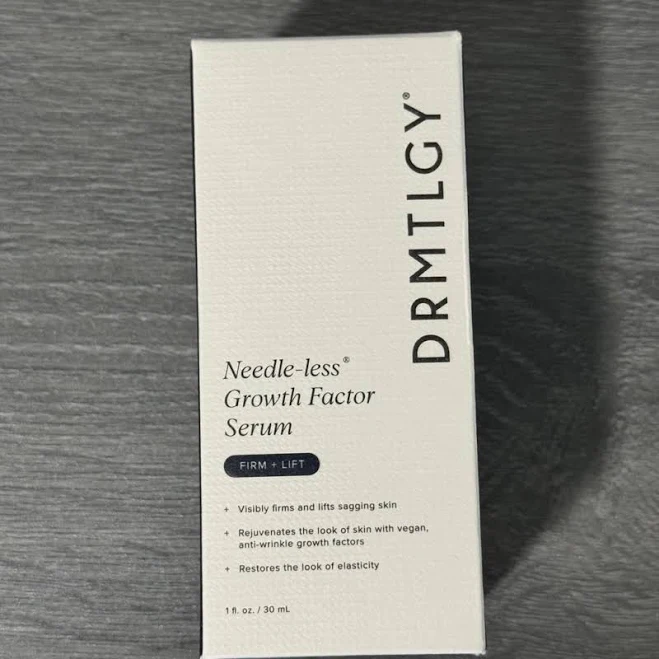 DRMTLGY®
Needle-less®
Growth Factor
Serum
FIRM + LIFT
+ Visibly firms and lifts sagging skin
+ Rejuvenates the look of skin with vegan,
anti-wrinkle growth factors
+ Restores the look of elasticity
1 fl. oz. / 30 mL